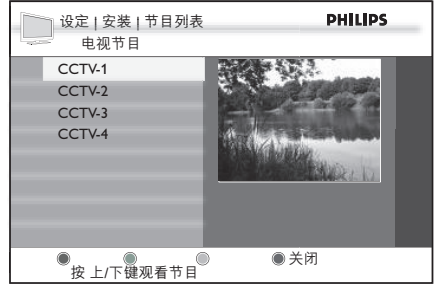 设定 | 安装 | 节目列表
PHILIPS
电视节目
CCTV-1
CCTV-2
CCTV-3
CCTV-4
关闭
按 上/下键观看节目